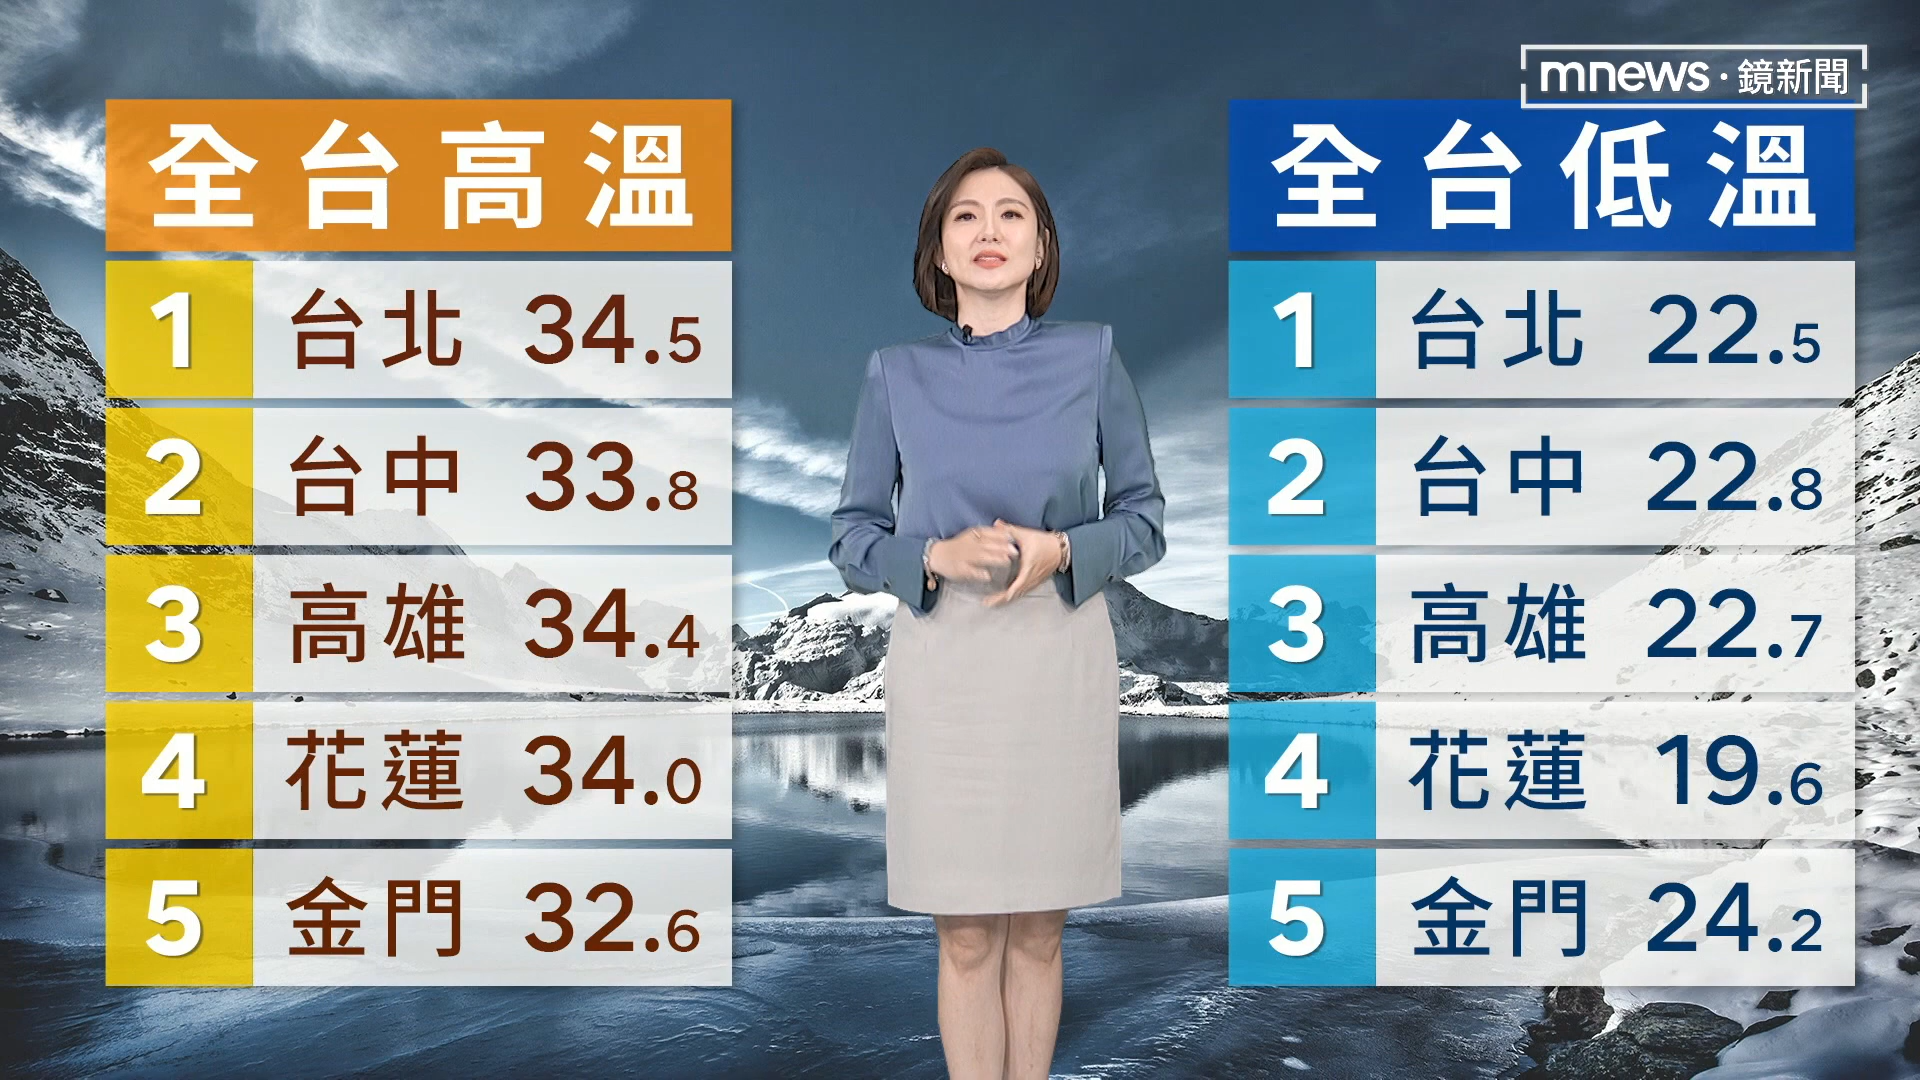 mnews·鏡新聞
全台高溫
1 台北 34.5
2 台中 33.8
3 高雄 34.4
4 花蓮 34.0
5 金門 32.6
全台低溫
1 台北 22.5
2 台中 22.8
3 高雄 22.7
4 花蓮 19.6
5 金門 24.2